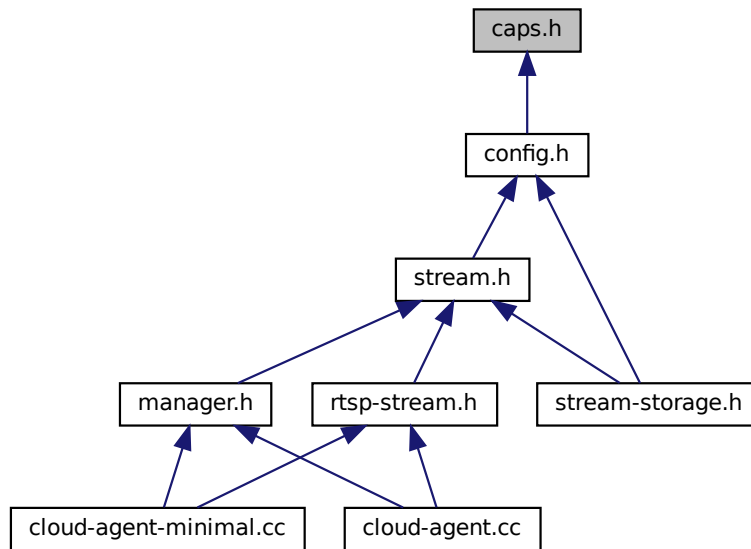 caps.h
config.h
stream.h
manager.h
rtsp-stream.h
stream-storage.h
cloud-agent-minimal.cc
cloud-agent.cc